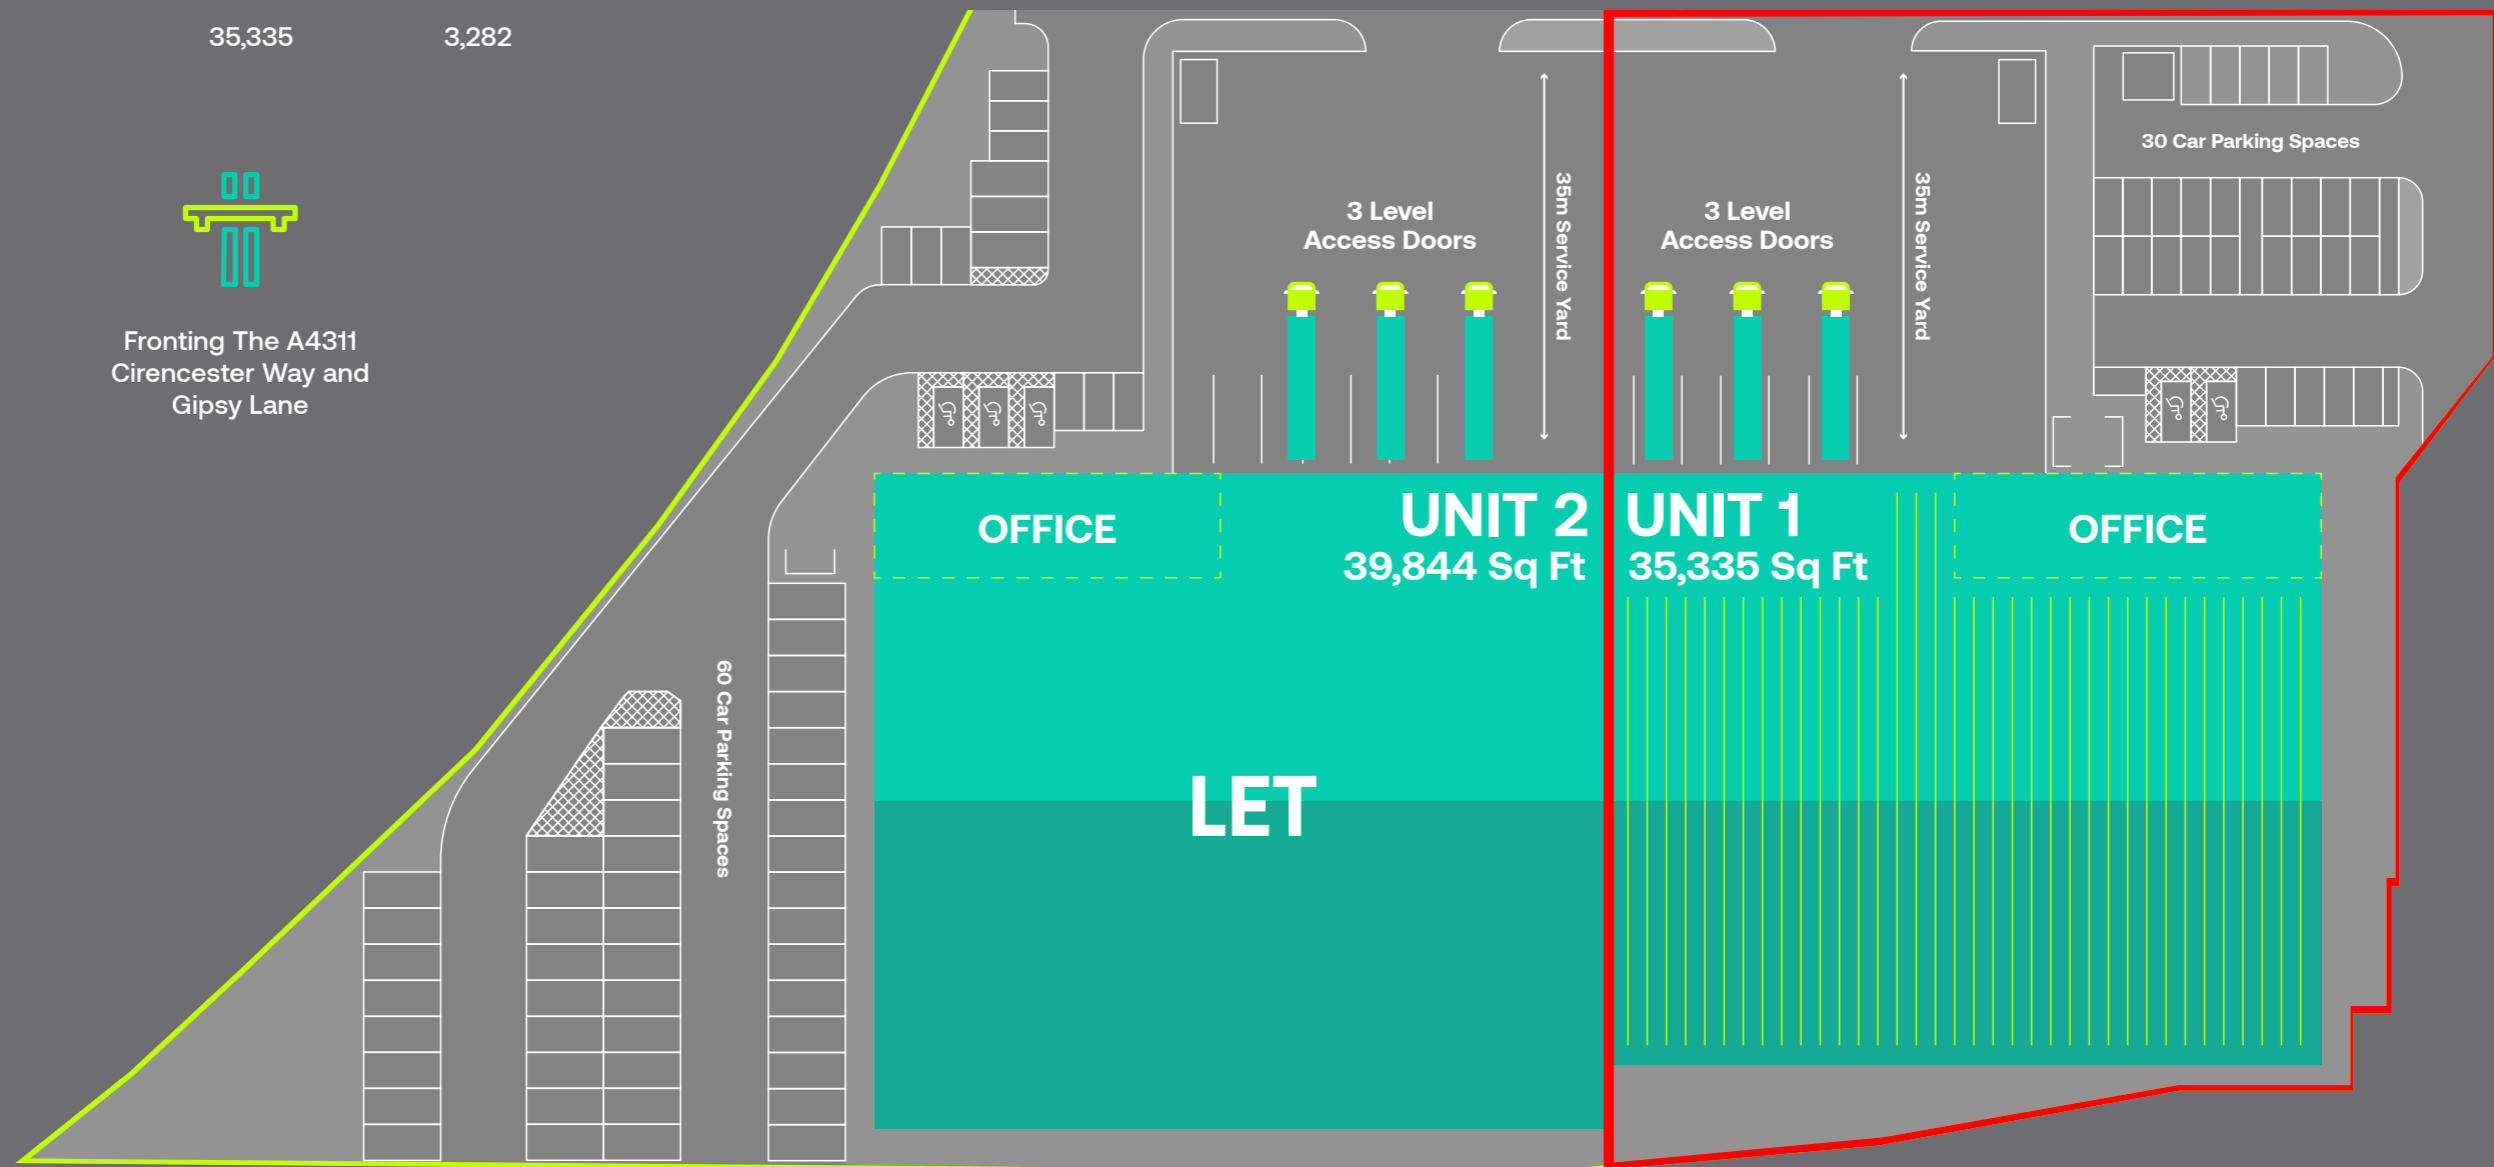 35,335
3,282
Fronting The A4311
Cirencester Way and
Gipsy Lane
30 Car Parking Spaces
3 Level
Access Doors
35m Service Yard
3 Level
Access Doors
35m Service Yard
OFFICE
UNIT 2
39,844 Sq Ft
UNIT 1
35,335 Sq Ft
OFFICE
60 Car Parking Spaces
LET